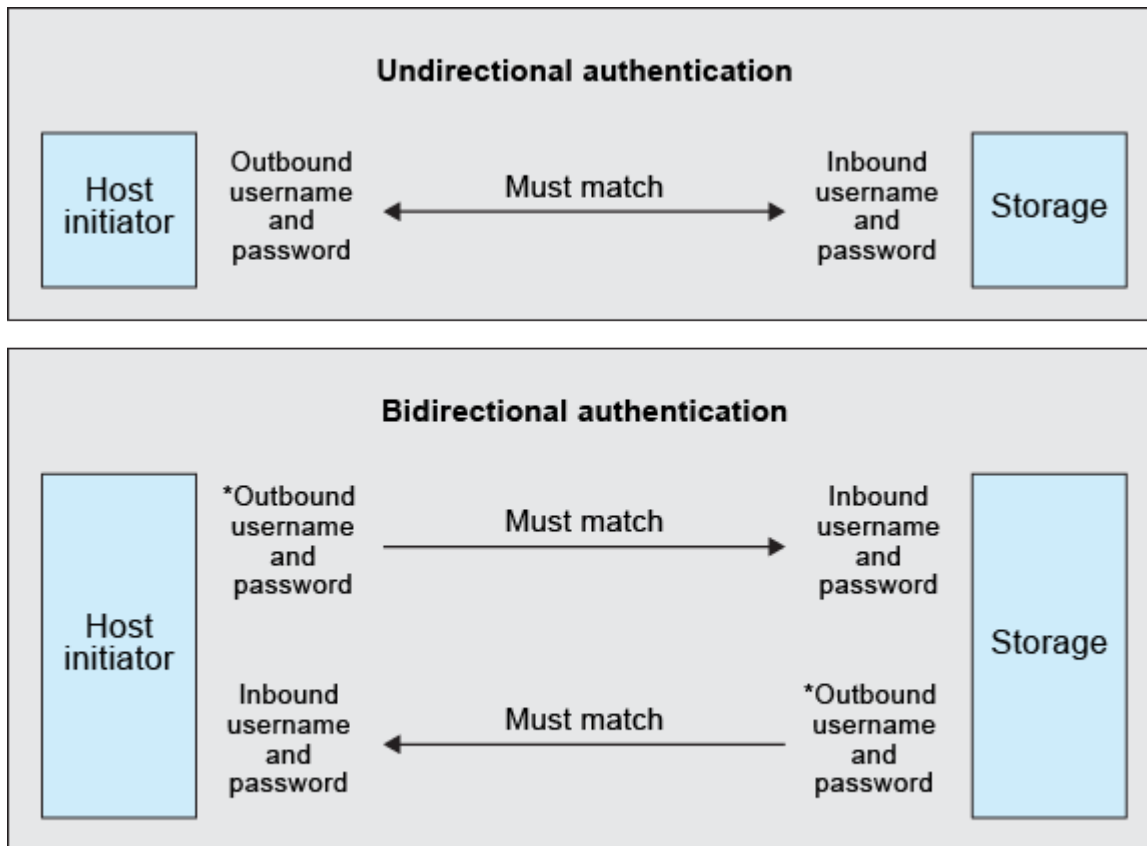 Undirectional authentication
Host
initiator
Outbound
username
and
password
Must match
Inbound
username
and
password
Storage
Bidirectional authentication
Host
initiator
*Outbound
username
and
password
Must match
Inbound
username
and
password
Inbound
username
and
password
Must match
*Outbound
username
and
password
Storage